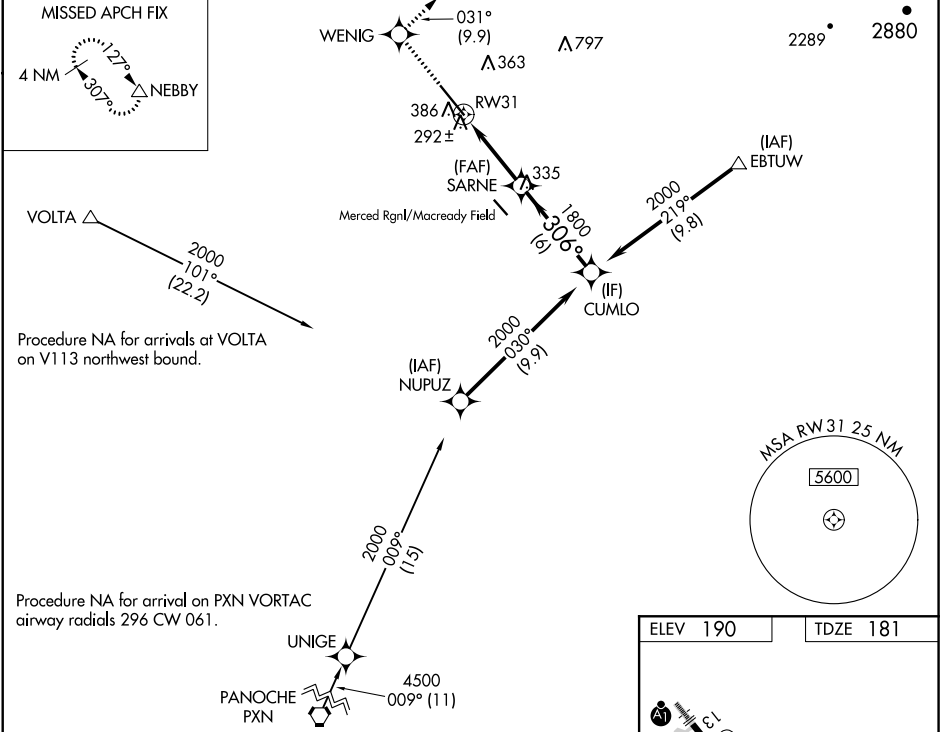 MISSED APCH FIX
4 NM
127°
307°
NEBBY
WENIG
031°
(9.9)
797
363
2289
2880
386
RW31
292±
(FAF)
SARNE
335
Merced Rgnl/Macready Field
1800
306°
(6)
(IAF)
EBTUW
2000
219°
(9.8)
(IF)
CUMLO
VOLTA
2000
101°
(22.2)
Procedure NA for arrivals at VOLTA
on V113 northwest bound.
2000
030°
(9.9)
(IAF)
NUPUZ
MSA RW 31 25 NM
5600
2000
009°
(15)
Procedure NA for arrival on PXN VORTAC
airway radials 296 CW 061.
UNIGE
4500
009° (11)
PANOCHE
PXN
ELEV 190
TDZE 181
A1
13